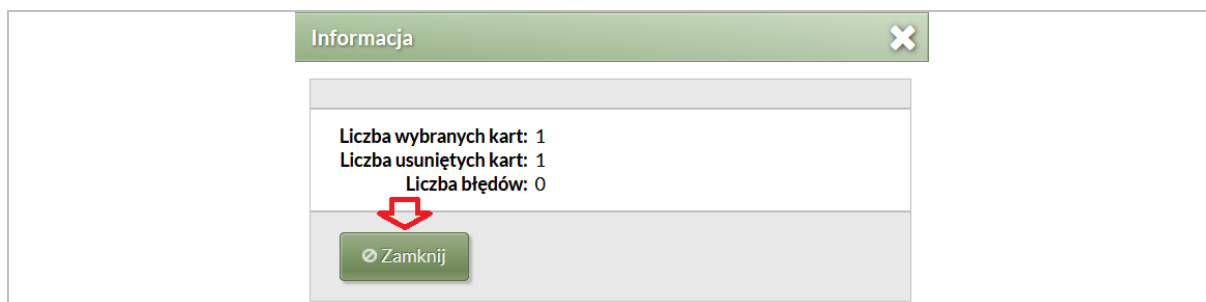 Informacja
Liczba wybranych kart: 1
Liczba usuniętych kart: 1
Liczba błędów: 0
Zamknij